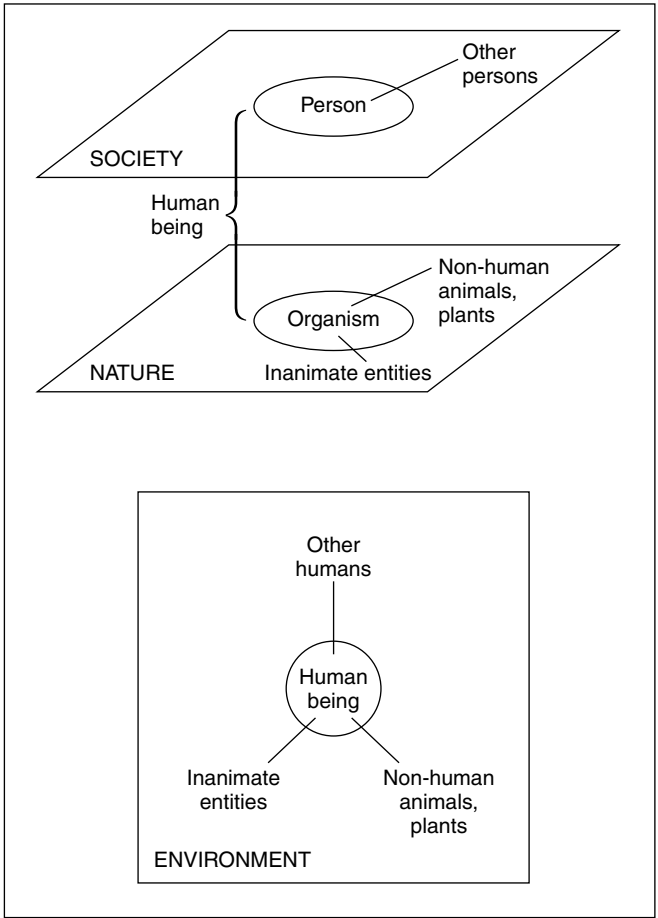 Other
persons
Person
SOCIETY
Human
being
Non-human
animals,
plants
Organism
Inanimate entities
NATURE
Other
humans
Human
being
Inanimate
entities
Non-human
animals,
plants
ENVIRONMENT